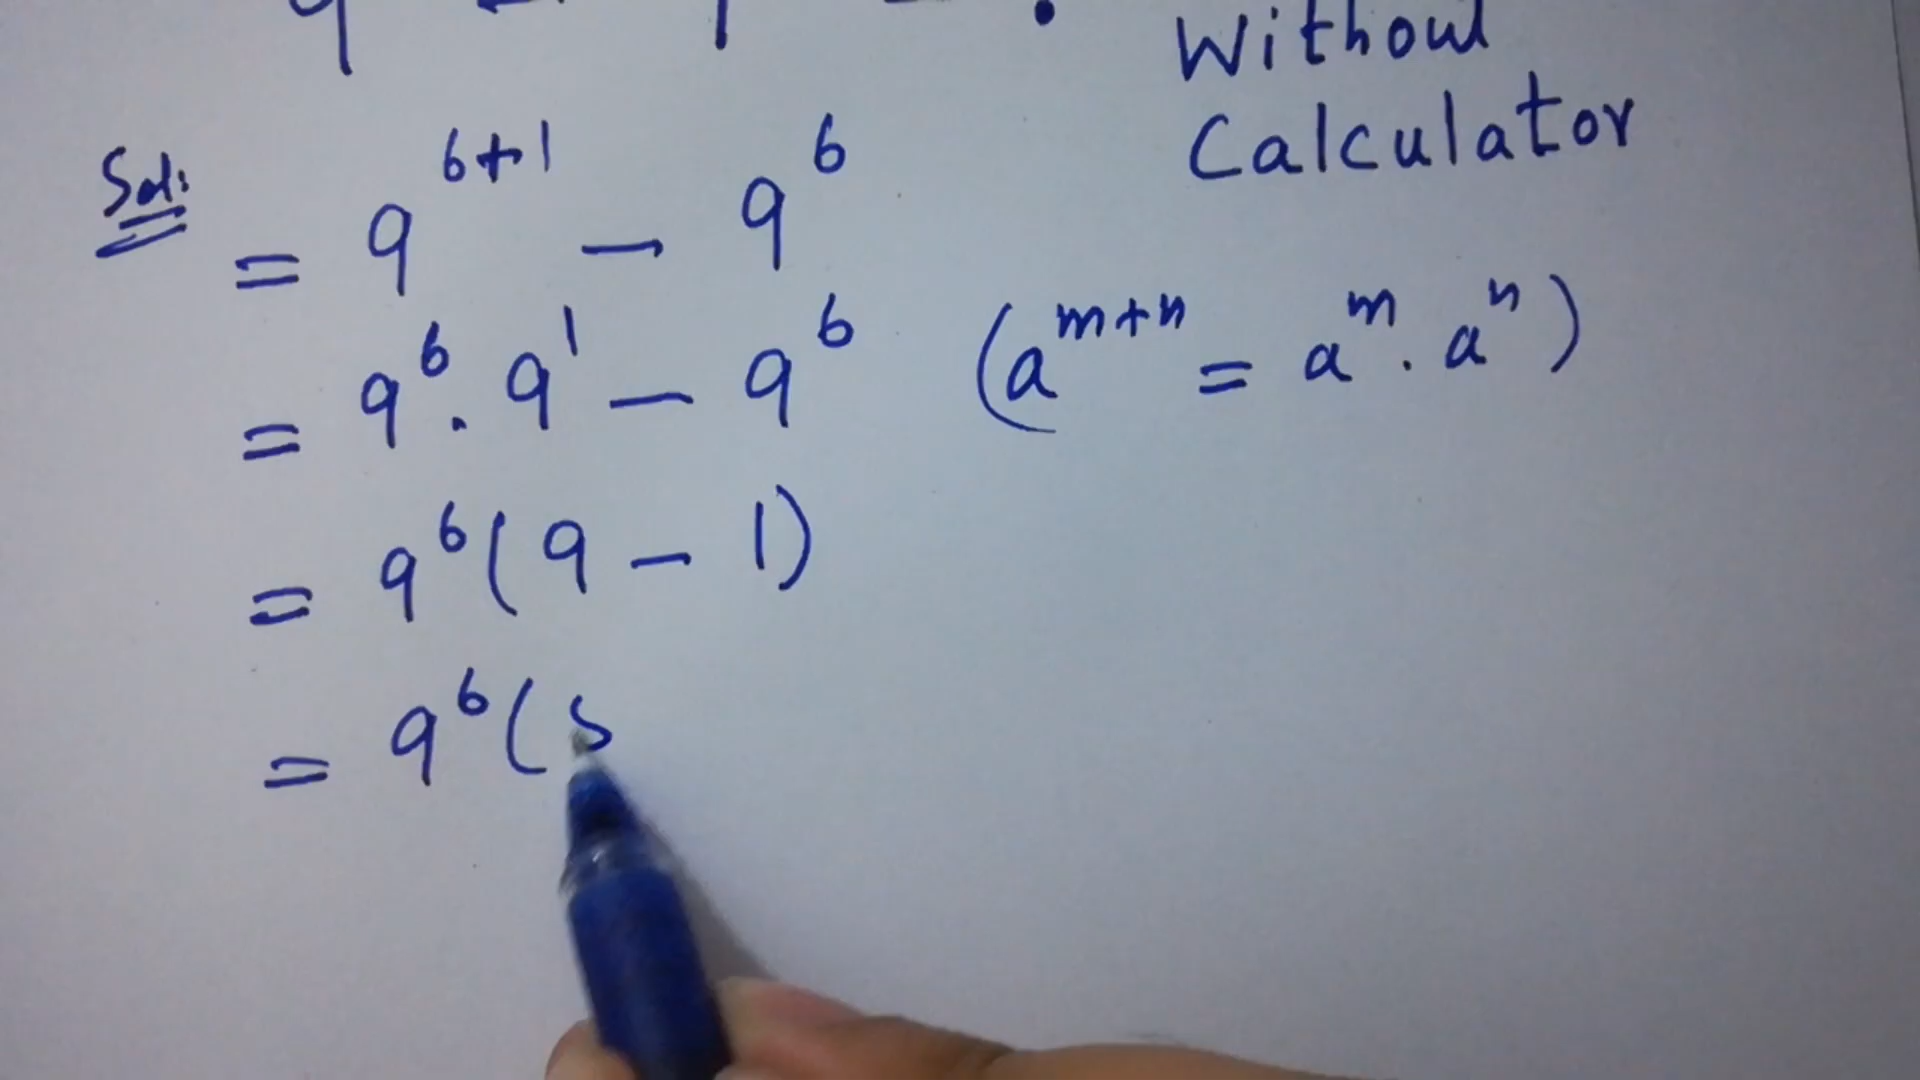 Without
Calculator
Sol:
= 9^{6+1} - 9^6
= 9^6 . 9^1 - 9^6 (a^{m+n} = a^m . a^n)
= 9^6 (9 - 1)
= 9^6 (